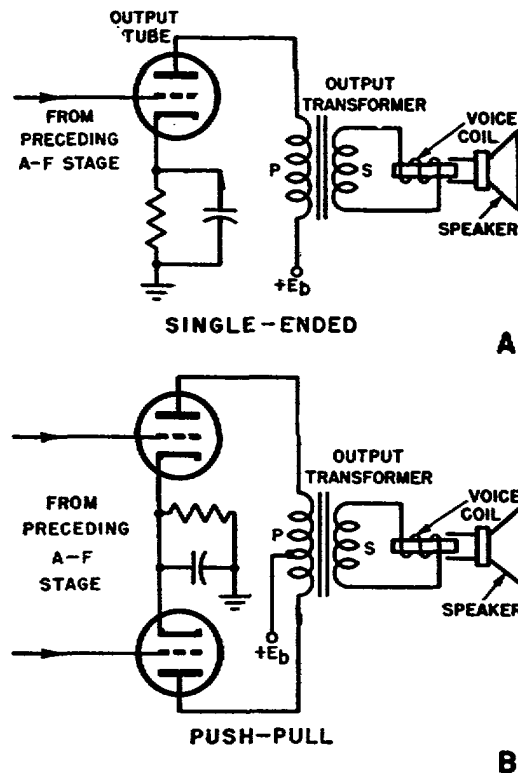 OUTPUT
TUBE
FROM
PRECEDING
A-F STAGE
OUTPUT
TRANSFORMER
VOICE
COIL
P
S
SPEAKER
+Eb
SINGLE-ENDED
A
FROM
PRECEDING
A-F
STAGE
OUTPUT
TRANSFORMER
VOICE
COIL
P
S
SPEAKER
+Eb
PUSH-PULL
B